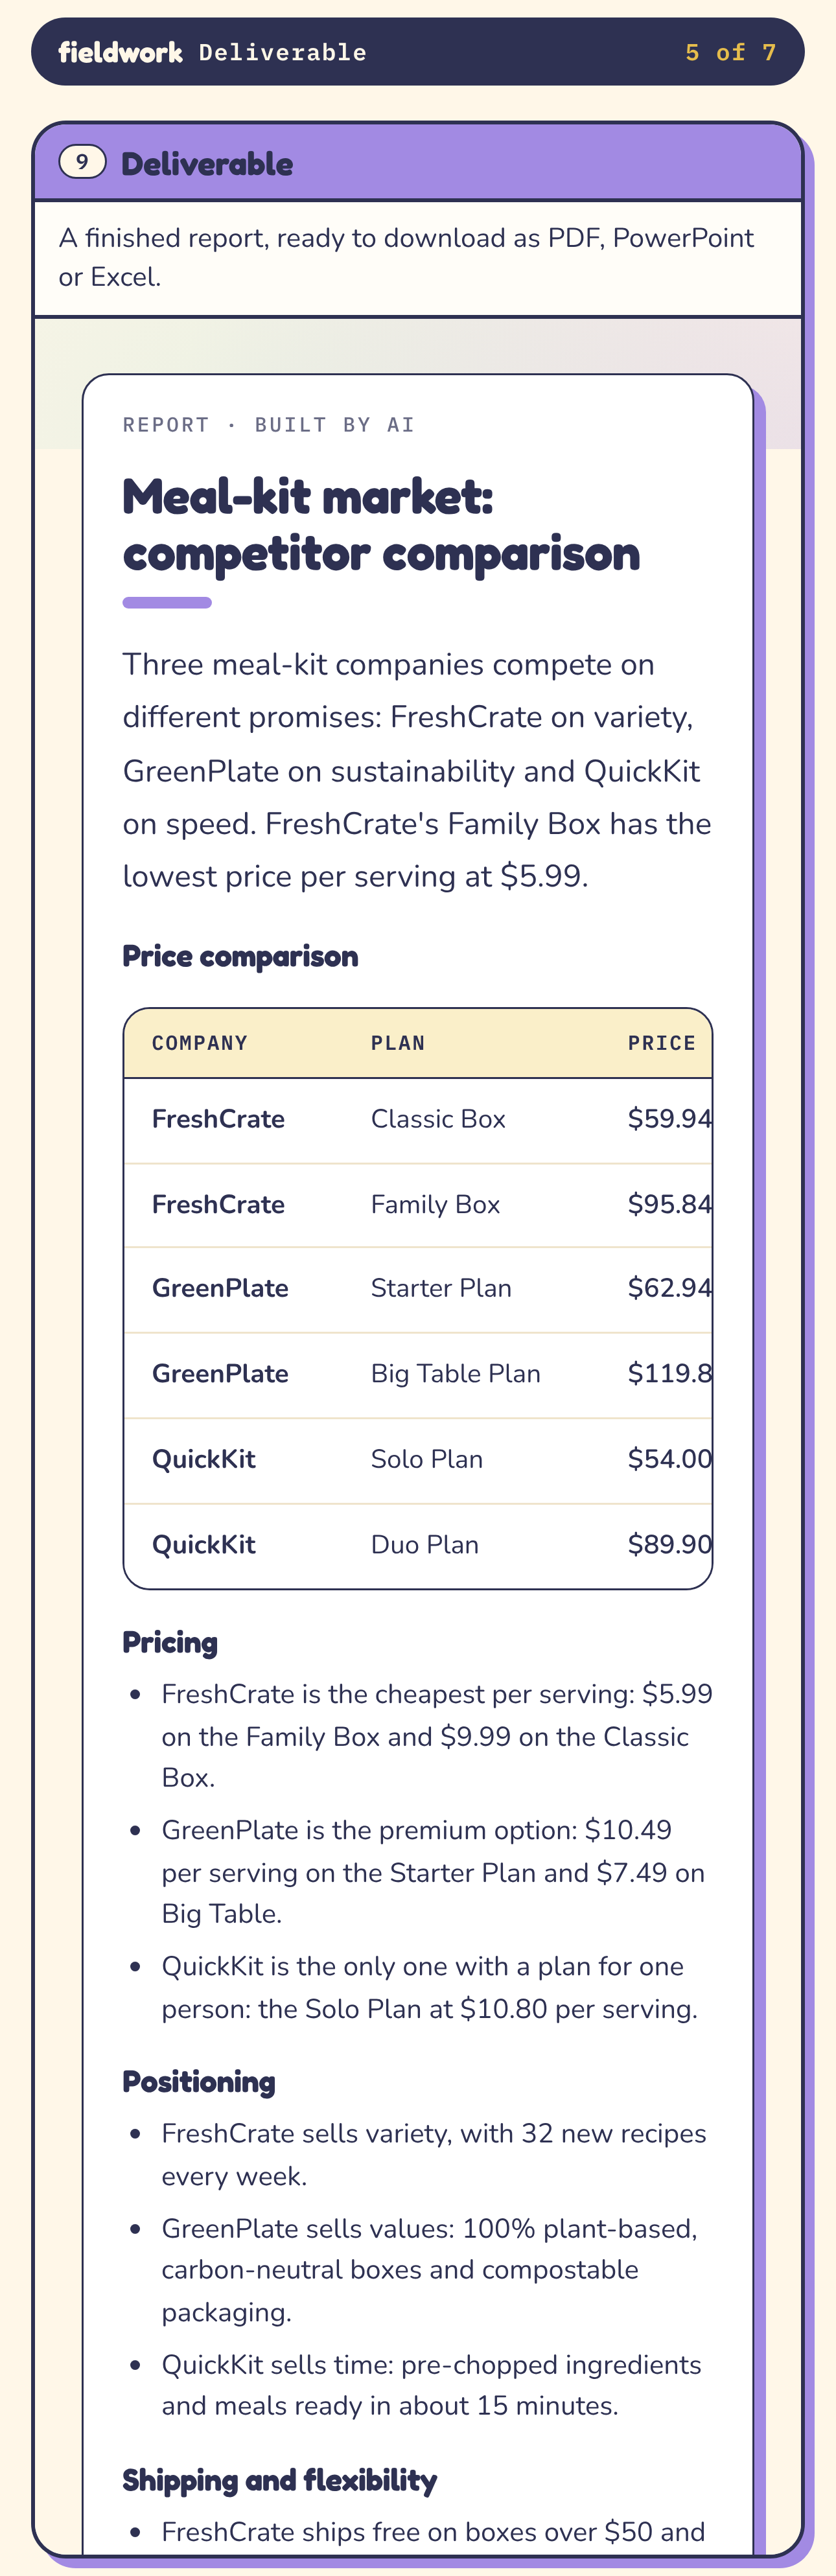 fieldwork Deliverable 5 of 7
9 Deliverable
A finished report, ready to download as PDF, PowerPoint
or Excel.
REPORT · BUILT BY AI
Meal-kit market:
competitor comparison
Three meal-kit companies compete on
different promises: FreshCrate on variety,
GreenPlate on sustainability and QuickKit
on speed. FreshCrate's Family Box has the
lowest price per serving at $5.99.
Price comparison
COMPANY PLAN PRICE
FreshCrate Classic Box $59.94
FreshCrate Family Box $95.84
GreenPlate Starter Plan $62.94
GreenPlate Big Table Plan $119.8
QuickKit Solo Plan $54.00
QuickKit Duo Plan $89.90
Pricing
• FreshCrate is the cheapest per serving: $5.99
on the Family Box and $9.99 on the Classic
Box.
• GreenPlate is the premium option: $10.49
per serving on the Starter Plan and $7.49 on
Big Table.
• QuickKit is the only one with a plan for one
person: the Solo Plan at $10.80 per serving.
Positioning
• FreshCrate sells variety, with 32 new recipes
every week.
• GreenPlate sells values: 100% plant-based,
carbon-neutral boxes and compostable
packaging.
• QuickKit sells time: pre-chopped ingredients
and meals ready in about 15 minutes.
Shipping and flexibility
• FreshCrate ships free on boxes over $50 and